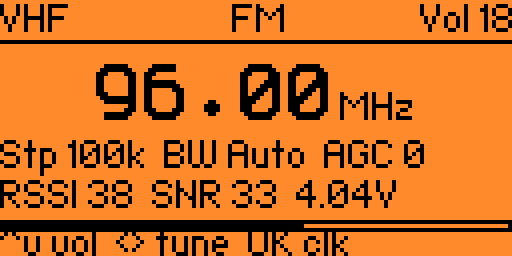 VHF FM Vol 18
96.00 MHz
Stp 100k BW Auto AGC 0
RSSI 38 SNR 33 4.04V
^v vol <> tune OK clk